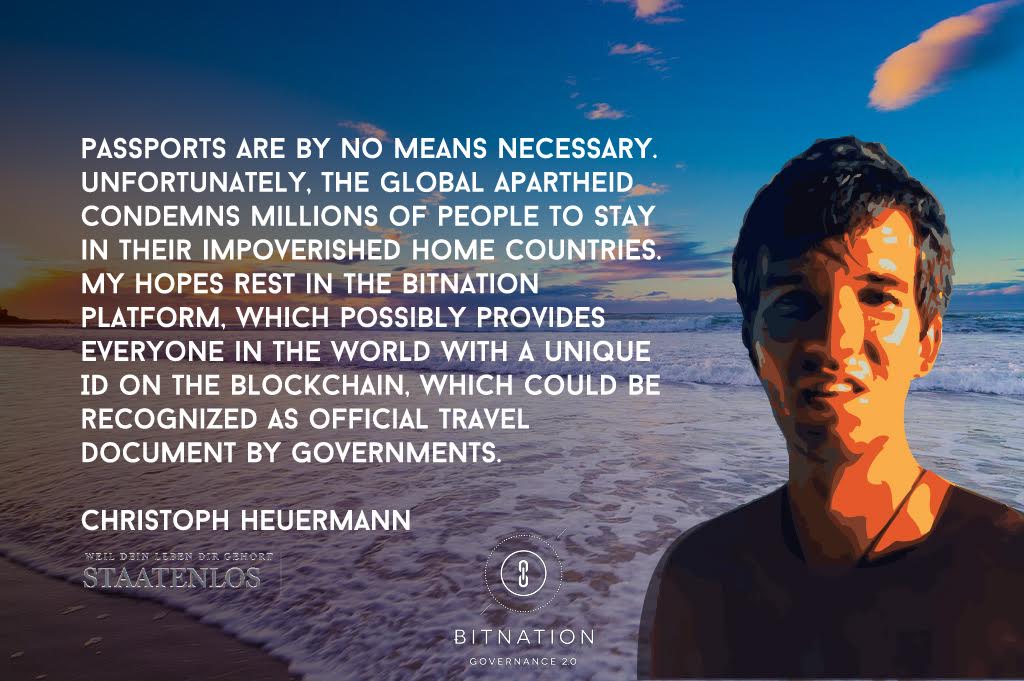 PASSPORTS ARE BY NO MEANS NECESSARY.
UNFORTUNATELY, THE GLOBAL APARTHEID
CONDEMNS MILLIONS OF PEOPLE TO STAY
IN THEIR IMPOVERISHED HOME COUNTRIES.
MY HOPES REST IN THE BITNATION
PLATFORM, WHICH POSSIBLY PROVIDES
EVERYONE IN THE WORLD WITH A UNIQUE
ID ON THE BLOCKCHAIN, WHICH COULD BE
RECOGNIZED AS OFFICIAL TRAVEL
DOCUMENT BY GOVERNMENTS.
CHRISTOPH HEUERMANN
WEIL DEIN LEBEN DIR GEHÖRT
STAATENLOS
BITNATION
GOVERNANCE 2.0